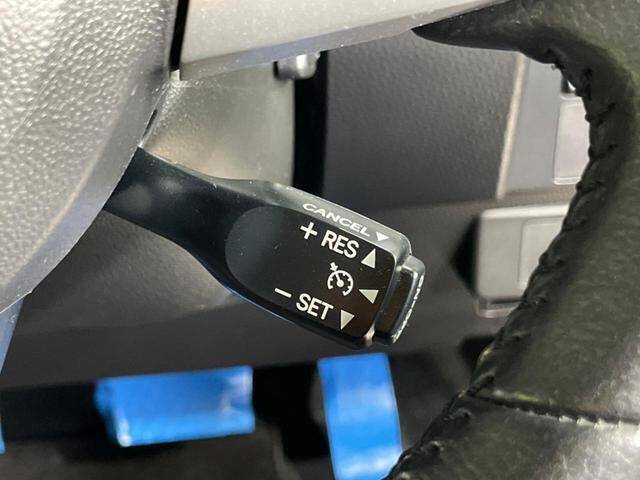 CANCEL ▼
+ RES ▲
◀
− SET ▼